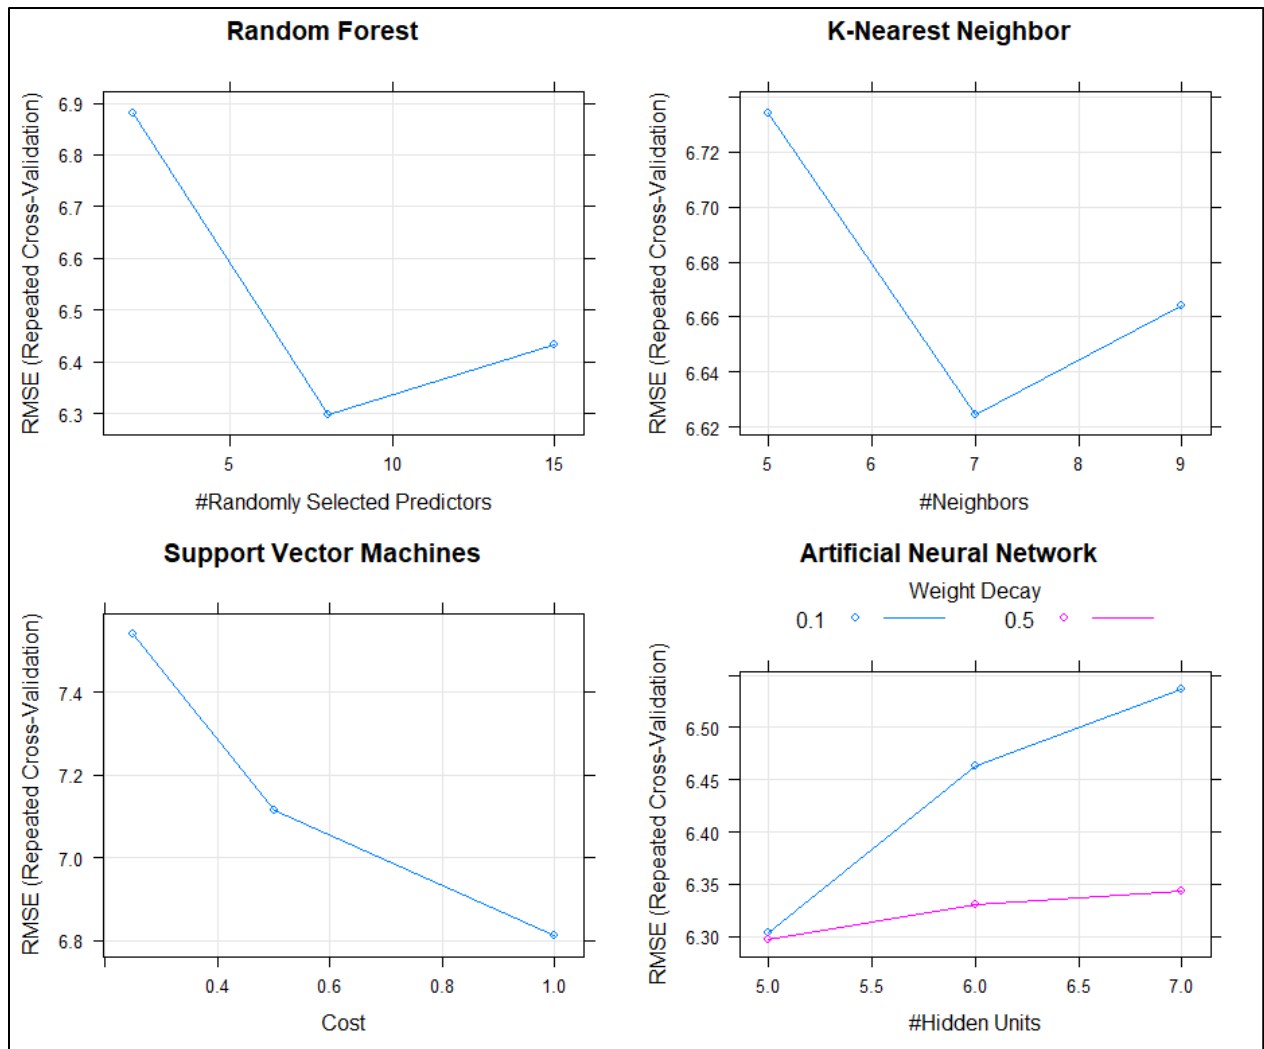 Random Forest
RMSE (Repeated Cross-Validation)
6.9
6.8
6.7
6.6
6.5
6.4
6.3
5 10 15
#Randomly Selected Predictors
K-Nearest Neighbor
RMSE (Repeated Cross-Validation)
6.72
6.70
6.68
6.66
6.64
6.62
5 6 7 8 9
#Neighbors
Support Vector Machines
RMSE (Repeated Cross-Validation)
7.4
7.2
7.0
6.8
0.4 0.6 0.8 1.0
Cost
Artificial Neural Network
Weight Decay
0.1 0.5
RMSE (Repeated Cross-Validation)
6.50
6.45
6.40
6.35
6.30
5.0 5.5 6.0 6.5 7.0
#Hidden Units